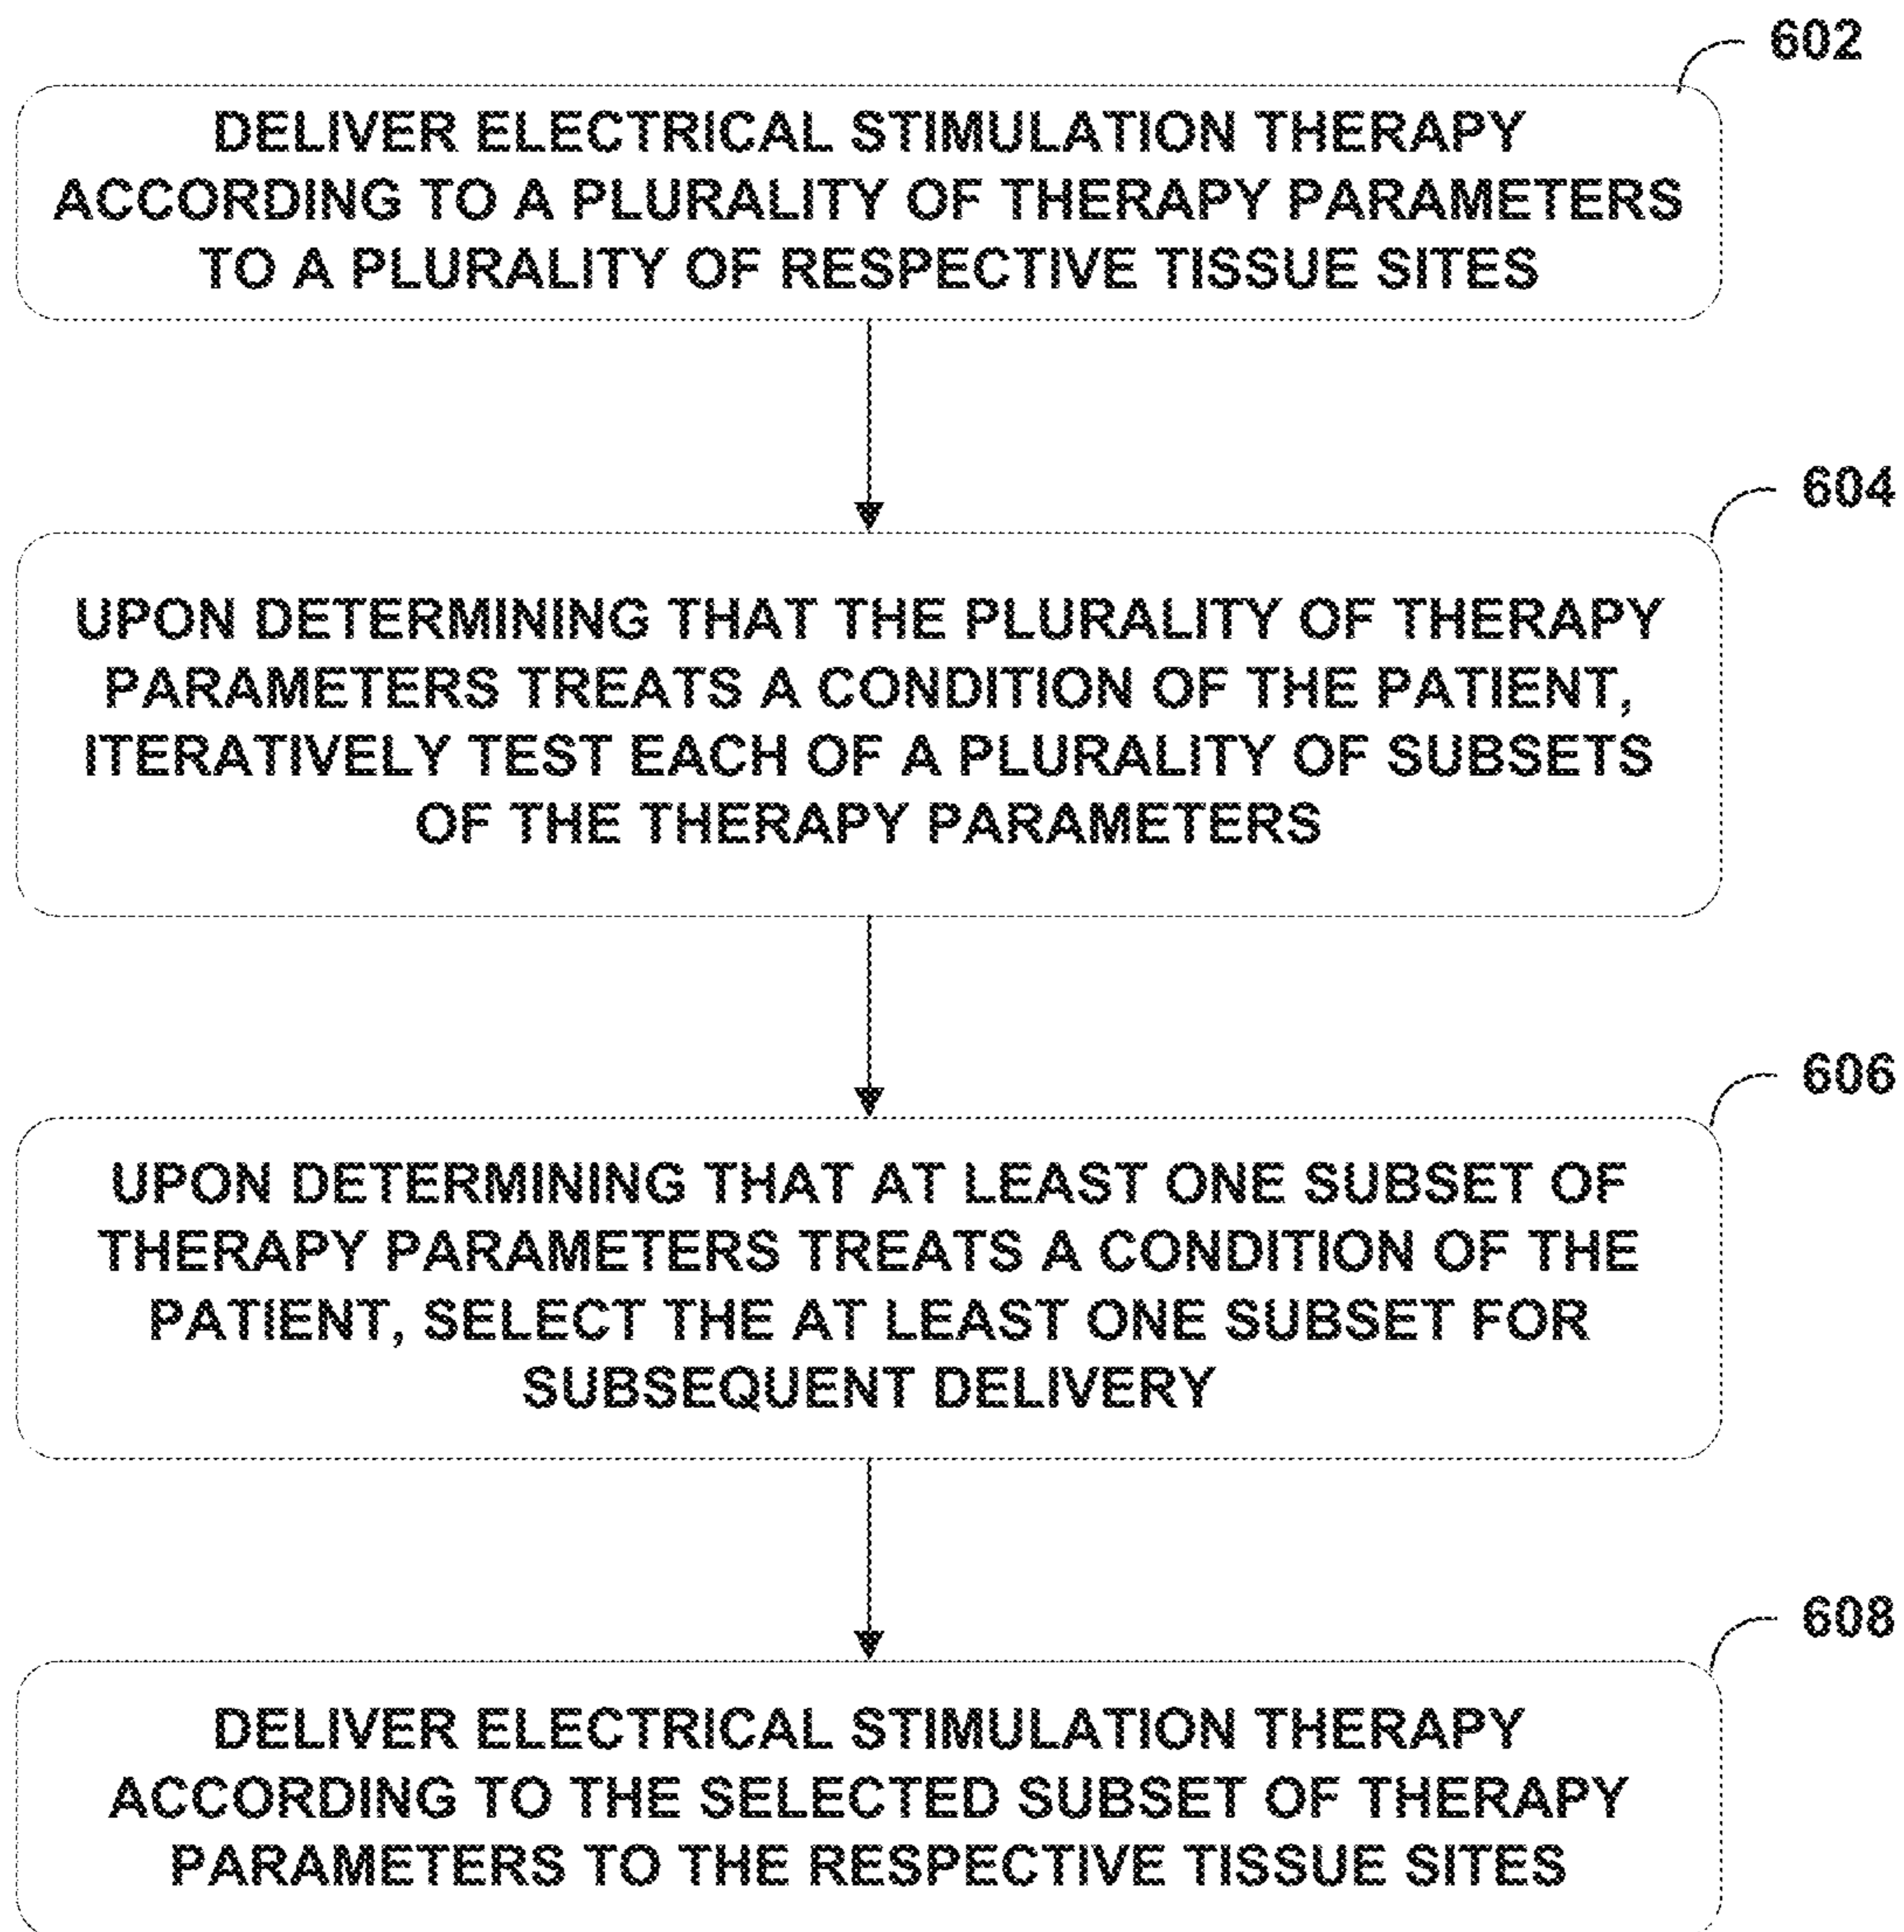 602
DELIVER ELECTRICAL STIMULATION THERAPY
ACCORDING TO A PLURALITY OF THERAPY PARAMETERS
TO A PLURALITY OF RESPECTIVE TISSUE SITES
604
UPON DETERMINING THAT THE PLURALITY OF THERAPY
PARAMETERS TREATS A CONDITION OF THE PATIENT,
ITERATIVELY TEST EACH OF A PLURALITY OF SUBSETS
OF THE THERAPY PARAMETERS
606
UPON DETERMINING THAT AT LEAST ONE SUBSET OF
THERAPY PARAMETERS TREATS A CONDITION OF THE
PATIENT, SELECT THE AT LEAST ONE SUBSET FOR
SUBSEQUENT DELIVERY
608
DELIVER ELECTRICAL STIMULATION THERAPY
ACCORDING TO THE SELECTED SUBSET OF THERAPY
PARAMETERS TO THE RESPECTIVE TISSUE SITES